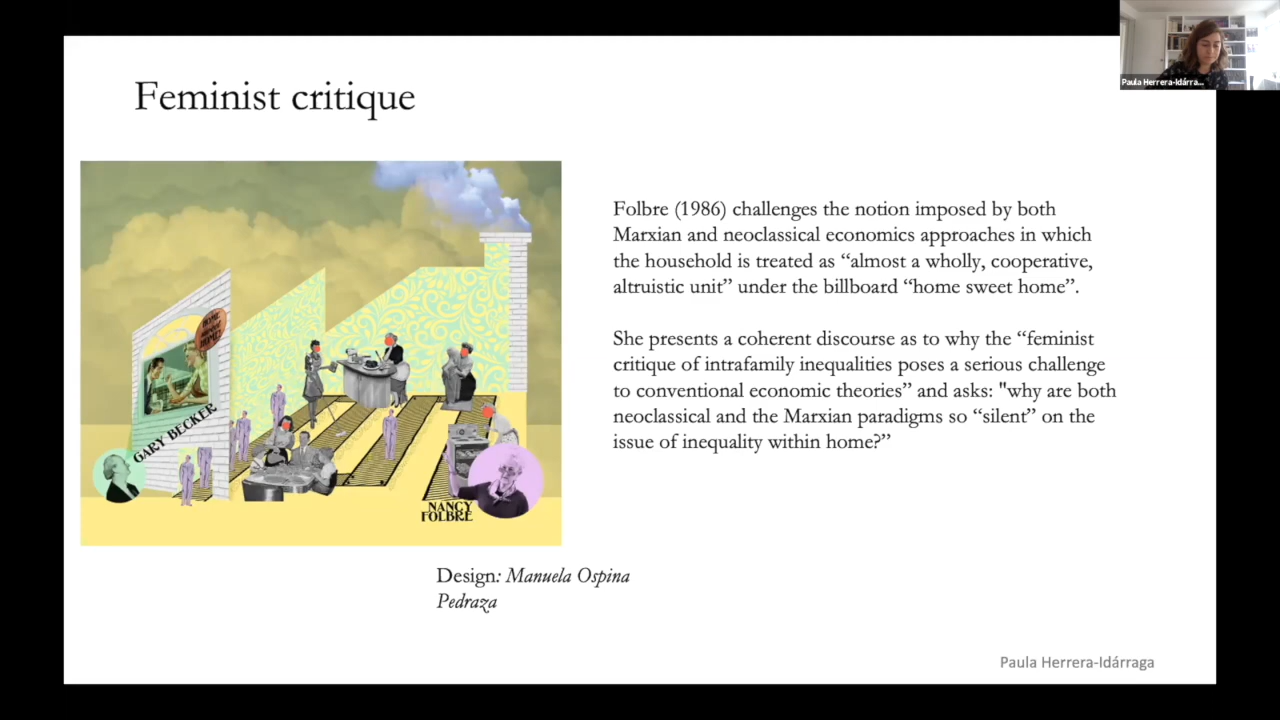 Paula Herrera-Idárra...
Feminist critique
HOME SWEET HOME
GARY BECKER
NANCY
FOLBRE
Folbre (1986) challenges the notion imposed by both
Marxian and neoclassical economics approaches in which
the household is treated as “almost a wholly, cooperative,
altruistic unit” under the billboard “home sweet home”.
She presents a coherent discourse as to why the “feminist
critique of intrafamily inequalities poses a serious challenge
to conventional economic theories” and asks: "why are both
neoclassical and the Marxian paradigms so “silent” on the
issue of inequality within home?”
Design: Manuela Ospina
Pedraza
Paula Herrera-Idárraga